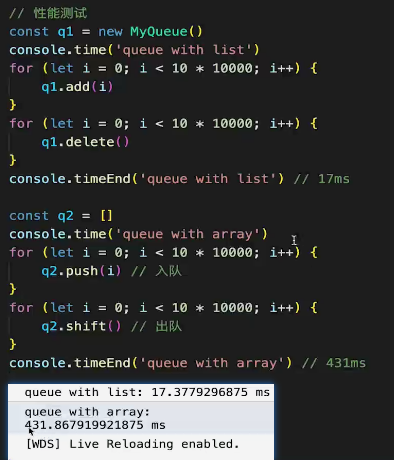 // 性能测试
const q1 = new MyQueue()
console.time('queue with list')
for (let i = 0; i < 10 * 10000; i++) {
    q1.add(i)
}
for (let i = 0; i < 10 * 10000; i++) {
    q1.delete()
}
console.timeEnd('queue with list') // 17ms

const q2 = []
console.time('queue with array')
for (let i = 0; i < 10 * 10000; i++) {
    q2.push(i) // 入队
}
for (let i = 0; i < 10 * 10000; i++) {
    q2.shift() // 出队
}
console.timeEnd('queue with array') // 431ms
queue with list: 17.3779296875 ms
queue with array:
431.867919921875 ms
[WDS] Live Reloading enabled.